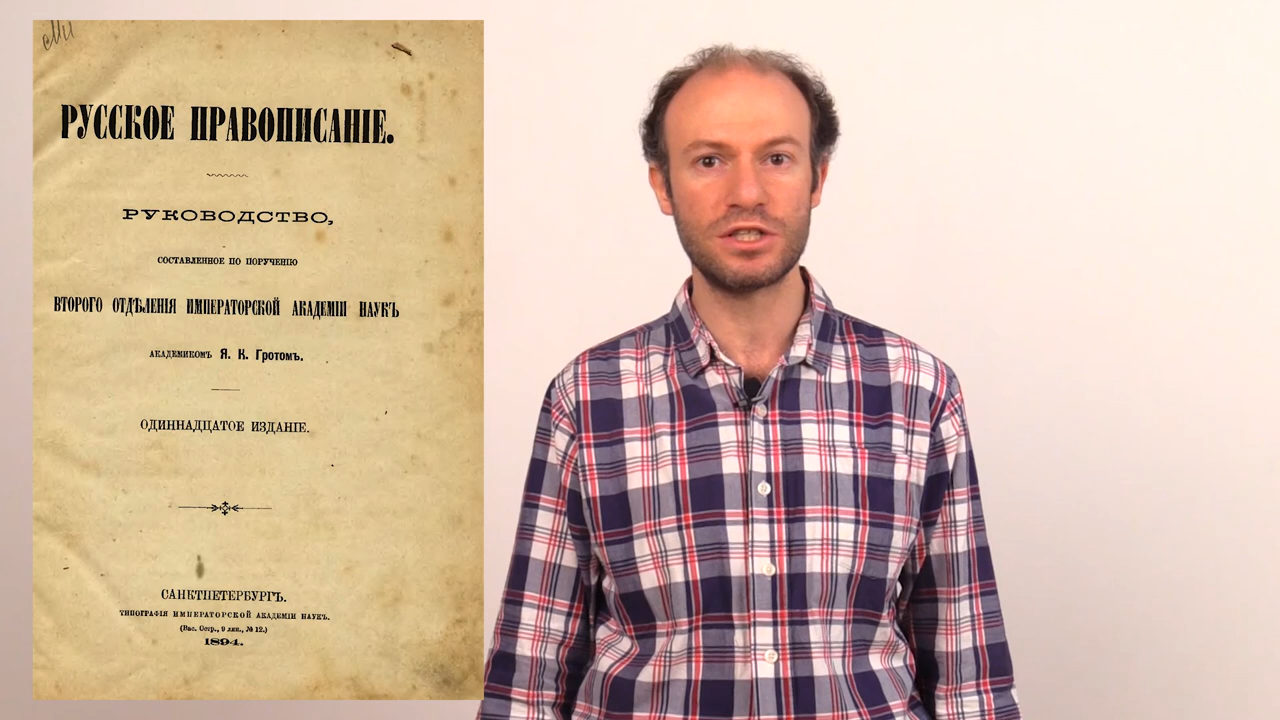 РУССКОЕ ПРАВОПИСАНІЕ.
РУКОВОДСТВО,
СОСТАВЛЕННОЕ ПО ПОРУЧЕНІЮ
ВТОРОГО ОТДѢЛЕНІЯ ИМПЕРАТОРСКОЙ АКАДЕМІИ НАУКЪ
АКАДЕМИКОМЪ Я. К. Гротомъ.
ОДИННАДЦАТОЕ ИЗДАНІЕ.
САНКТПЕТЕРБУРГЪ.
ТИПОГРАФІЯ ИМПЕРАТОРСКОЙ АКАДЕМІИ НАУКЪ.
(Вас. Остр., 9 лин., № 12.)
1894.